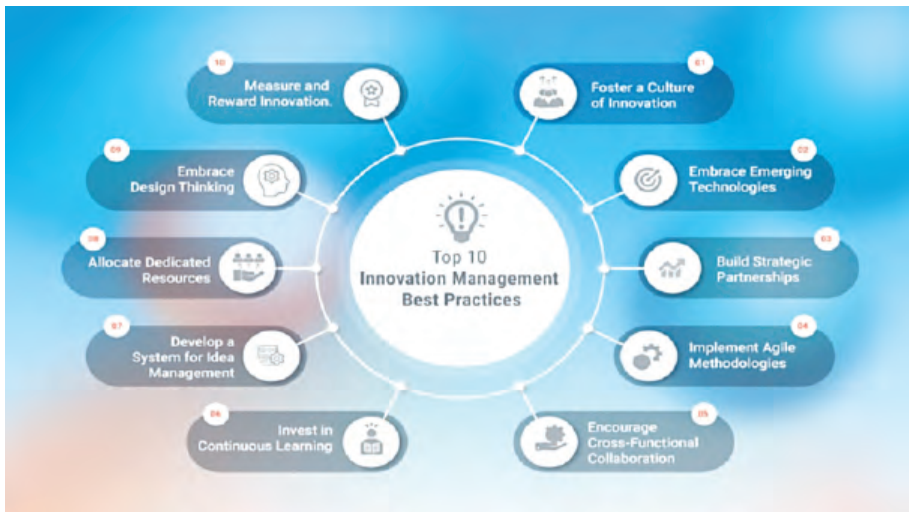 Top 10
Innovation Management
Best Practices
01
Foster a Culture
of Innovation
02
Embrace Emerging
Technologies
03
Build Strategic
Partnerships
04
Implement Agile
Methodologies
05
Encourage
Cross-Functional
Collaboration
06
Invest in
Continuous Learning
07
Develop a
System for Idea
Management
08
Allocate Dedicated
Resources
09
Embrace
Design Thinking
10
Measure and
Reward Innovation.